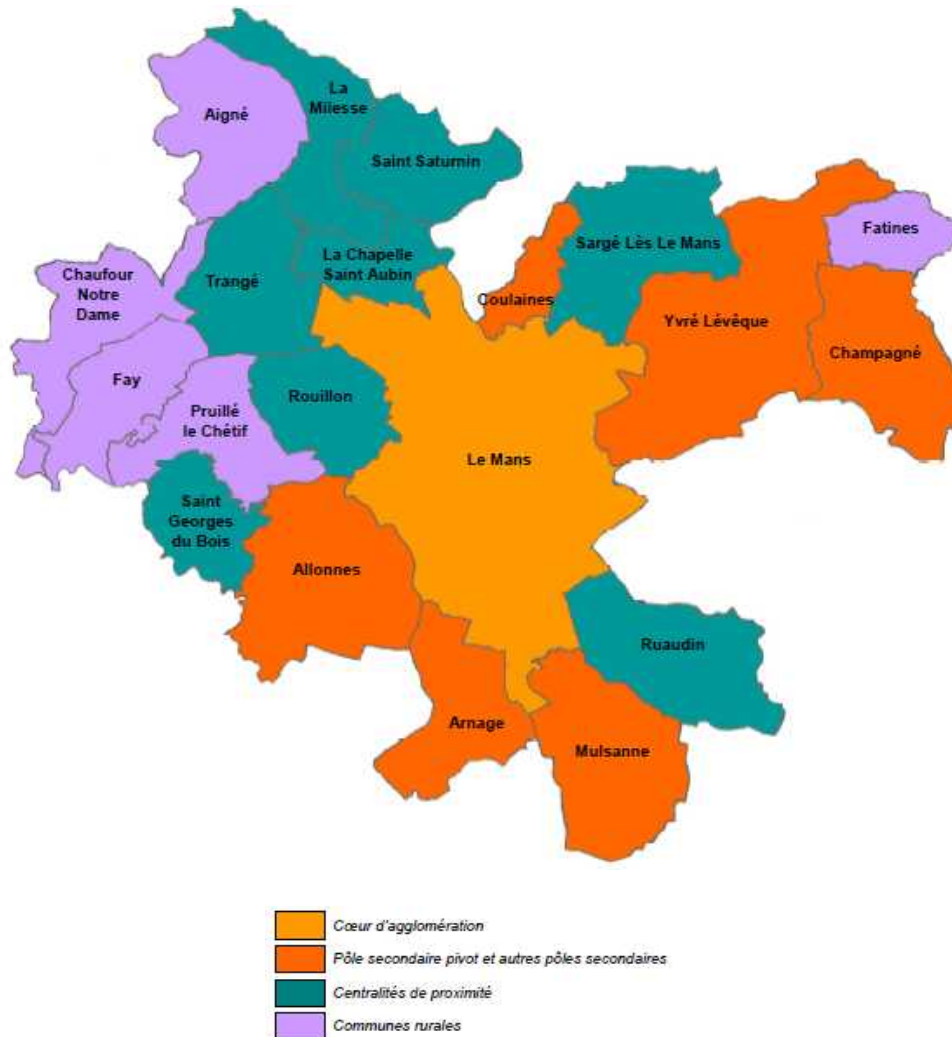 La
Milesse
Aigné
Saint Saturnin
Fatines
Sargé Lès Le Mans
La Chapelle
Saint Aubin
Chaufour
Notre
Dame
Trangé
Coulaines
Yvré Lévêque
Champagné
Fay
Rouillon
Pruillé
le Chétif
Le Mans
Saint
Georges
du Bois
Allonnes
Ruaudin
Arnage
Mulsanne
Cœur d'agglomération
Pôle secondaire pivot et autres pôles secondaires
Centralités de proximité
Communes rurales